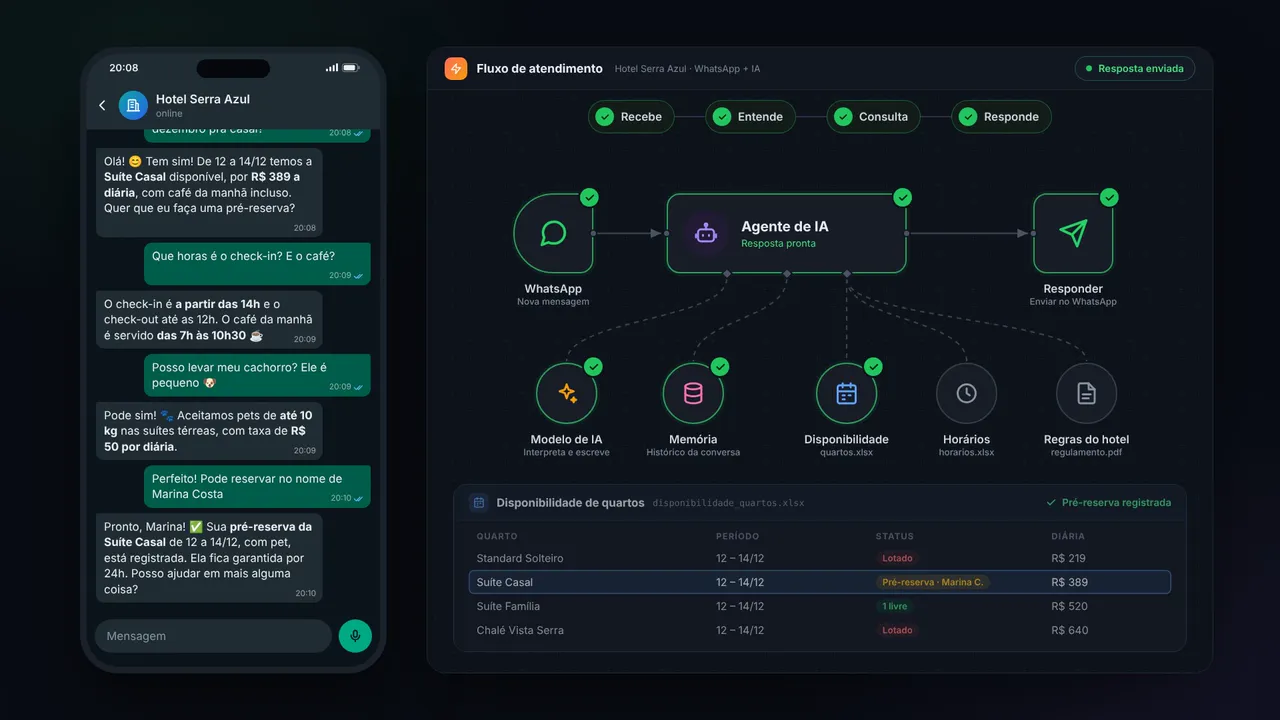 20:08
Hotel Serra Azul
online
dezembro pra casal?
20:08
Olá! 😊 Tem sim! De 12 a 14/12 temos a
Suíte Casal disponível, por R$ 389 a
diária, com café da manhã incluso.
Quer que eu faça uma pré-reserva?
20:08
Que horas é o check-in? E o café?
20:09
O check-in é a partir das 14h e o
check-out até as 12h. O café da manhã
é servido das 7h às 10h30 ☕
20:09
Posso levar meu cachorro? Ele é
pequeno 🐶
20:09
Pode sim! 🐾 Aceitamos pets de até 10
kg nas suítes térreas, com taxa de R$
50 por diária.
20:09
Perfeito! Pode reservar no nome de
Marina Costa
20:10
Pronto, Marina! ✅ Sua pré-reserva da
Suíte Casal de 12 a 14/12, com pet,
está registrada. Ela fica garantida por
24h. Posso ajudar em mais alguma
coisa?
20:10
Mensagem
Fluxo de atendimento
Hotel Serra Azul · WhatsApp + IA
Resposta enviada
Recebe
Entende
Consulta
Responde
WhatsApp
Nova mensagem
Agente de IA
Resposta pronta
Responder
Enviar no WhatsApp
Modelo de IA
Interpreta e escreve
Memória
Histórico da conversa
Disponibilidade
quartos.xlsx
Horários
horarios.xlsx
Regras do hotel
regulamento.pdf
Disponibilidade de quartos disponibilidade_quartos.xlsx
Pré-reserva registrada
QUARTO PERÍODO STATUS DIÁRIA
Standard Solteiro 12 – 14/12 Lotado R$ 219
Suíte Casal 12 – 14/12 Pré-reserva · Marina C. R$ 389
Suíte Família 12 – 14/12 1 livre R$ 520
Chalé Vista Serra 12 – 14/12 Lotado R$ 640